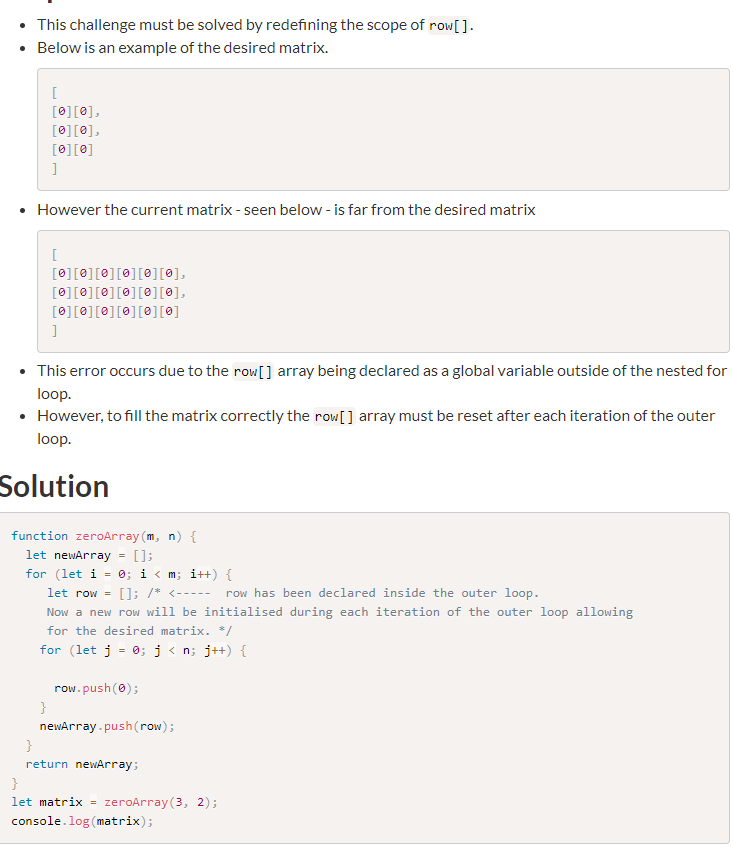 This challenge must be solved by redefining the scope of row[].
Below is an example of the desired matrix.
[
[0][0],
[0][0],
[0][0]
]
However the current matrix - seen below - is far from the desired matrix
[
[0][0][0][0][0][0],
[0][0][0][0][0][0],
[0][0][0][0][0][0]
]
This error occurs due to the row[] array being declared as a global variable outside of the nested for
loop.
However, to fill the matrix correctly the row[] array must be reset after each iteration of the outer
loop.
Solution
function zeroArray(m, n) {
let newArray = [];
for (let i = 0; i < m; i++) {
let row = []; /* <----- row has been declared inside the outer loop.
Now a new row will be initialised during each iteration of the outer loop allowing
for the desired matrix. */
for (let j = 0; j < n; j++) {
row.push(0);
}
newArray.push(row);
}
return newArray;
}
let matrix = zeroArray(3, 2);
console.log(matrix);